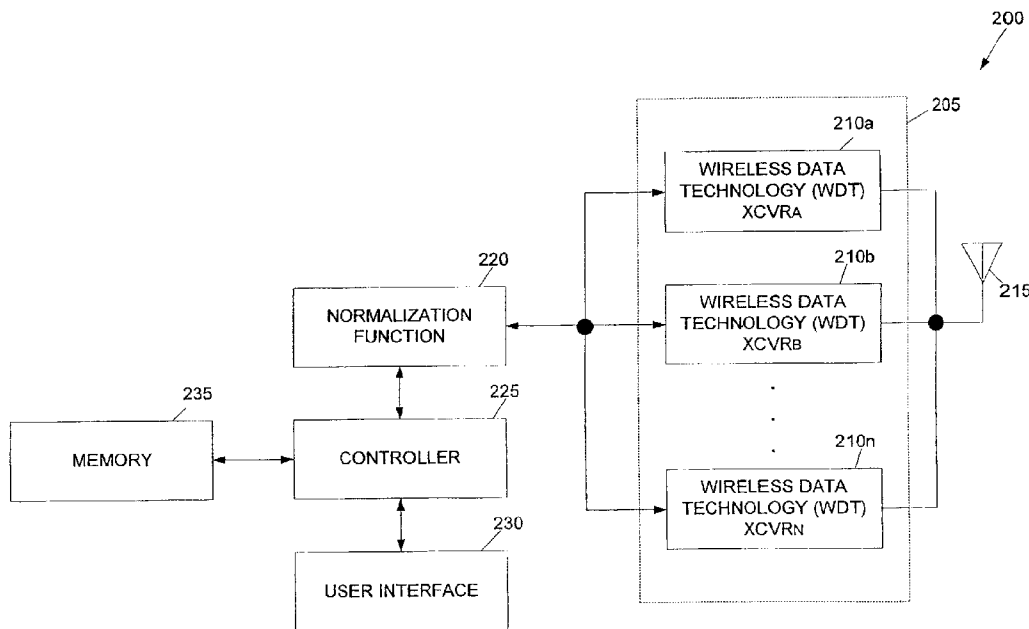 200
205
210a
WIRELESS DATA
TECHNOLOGY (WDT)
XCVRA
215
210b
WIRELESS DATA
TECHNOLOGY (WDT)
XCVRB
220
NORMALIZATION
FUNCTION
235
MEMORY
225
CONTROLLER
210n
WIRELESS DATA
TECHNOLOGY (WDT)
XCVRN
230
USER INTERFACE